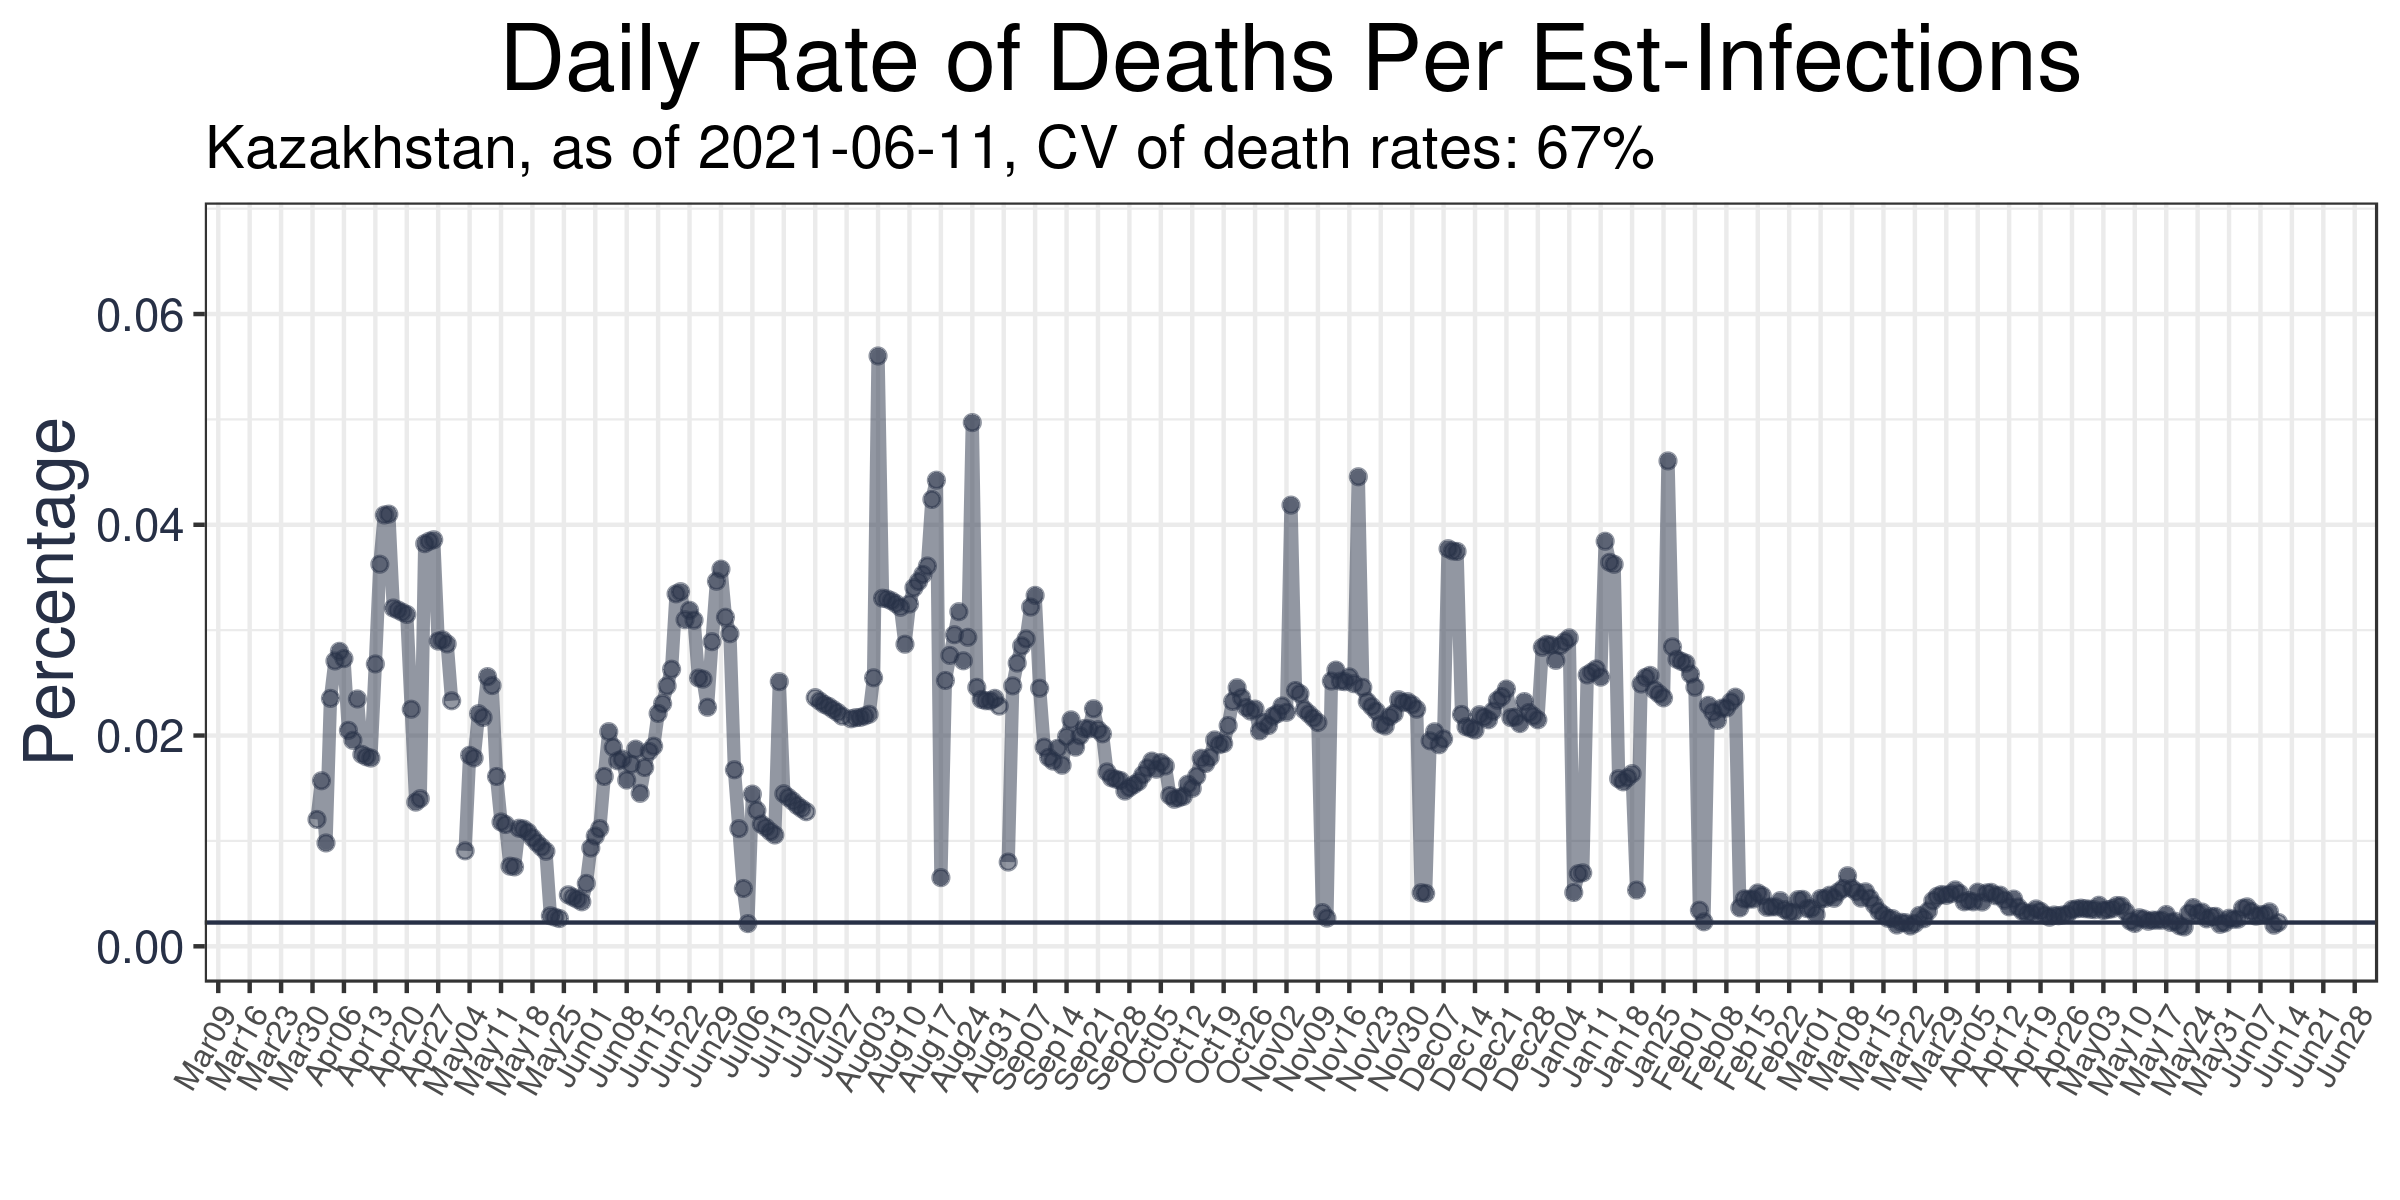 Daily Rate of Deaths Per Est-Infections
Kazakhstan, as of 2021-06-11, CV of death rates: 67%
Percentage
0.06
0.04
0.02
0.00
Mar09
Mar16
Mar23
Mar30
Apr06
Apr13
Apr20
Apr27
May04
May11
May18
May25
Jun01
Jun08
Jun15
Jun22
Jun29
Jul06
Jul13
Jul20
Jul27
Aug03
Aug10
Aug17
Aug24
Aug31
Sep07
Sep14
Sep21
Sep28
Oct05
Oct12
Oct19
Oct26
Nov02
Nov09
Nov16
Nov23
Nov30
Dec07
Dec14
Dec21
Dec28
Jan04
Jan11
Jan18
Jan25
Feb01
Feb08
Feb15
Feb22
Mar01
Mar08
Mar15
Mar22
Mar29
Apr05
Apr12
Apr19
Apr26
May03
May10
May17
May24
May31
Jun07
Jun14
Jun21
Jun28